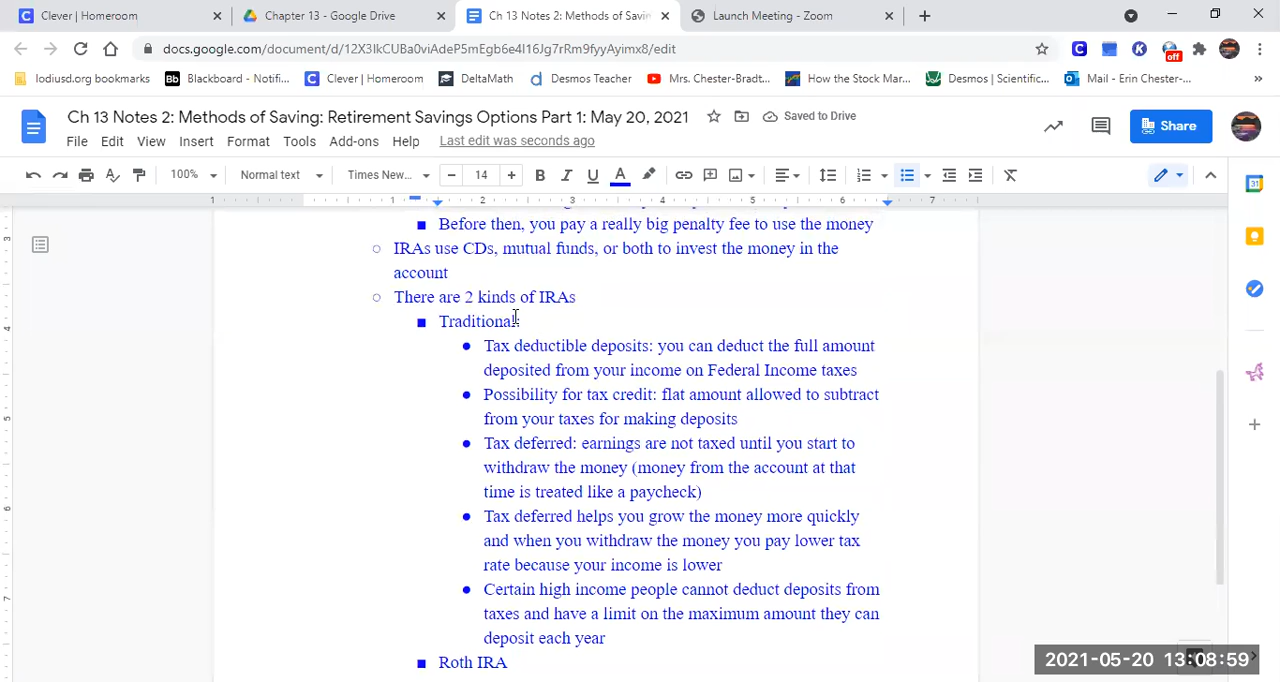 Clever | Homeroom
Chapter 13 - Google Drive
Ch 13 Notes 2: Methods of Savin
Launch Meeting - Zoom
docs.google.com/document/d/12X3IkCUBa0viAdeP5mEgb6e4l16Jg7rRm9fyyAyimx8/edit
off
lodiusd.org bookmarks
Blackboard - Notifi...
Clever | Homeroom
DeltaMath
Desmos Teacher
Mrs. Chester-Bradt...
How the Stock Mar...
Desmos | Scientific...
Mail - Erin Chester-...
Ch 13 Notes 2: Methods of Saving: Retirement Savings Options Part 1: May 20, 2021
Saved to Drive
File Edit View Insert Format Tools Add-ons Help Last edit was seconds ago
Share
100% Normal text Times New... 14
1 1 2 3 4 5 6 7
Before then, you pay a really big penalty fee to use the money
IRAs use CDs, mutual funds, or both to invest the money in the
account
There are 2 kinds of IRAs
Traditional:
Tax deductible deposits: you can deduct the full amount
deposited from your income on Federal Income taxes
Possibility for tax credit: flat amount allowed to subtract
from your taxes for making deposits
Tax deferred: earnings are not taxed until you start to
withdraw the money (money from the account at that
time is treated like a paycheck)
Tax deferred helps you grow the money more quickly
and when you withdraw the money you pay lower tax
rate because your income is lower
Certain high income people cannot deduct deposits from
taxes and have a limit on the maximum amount they can
deposit each year
Roth IRA
2021-05-20 13:08:59